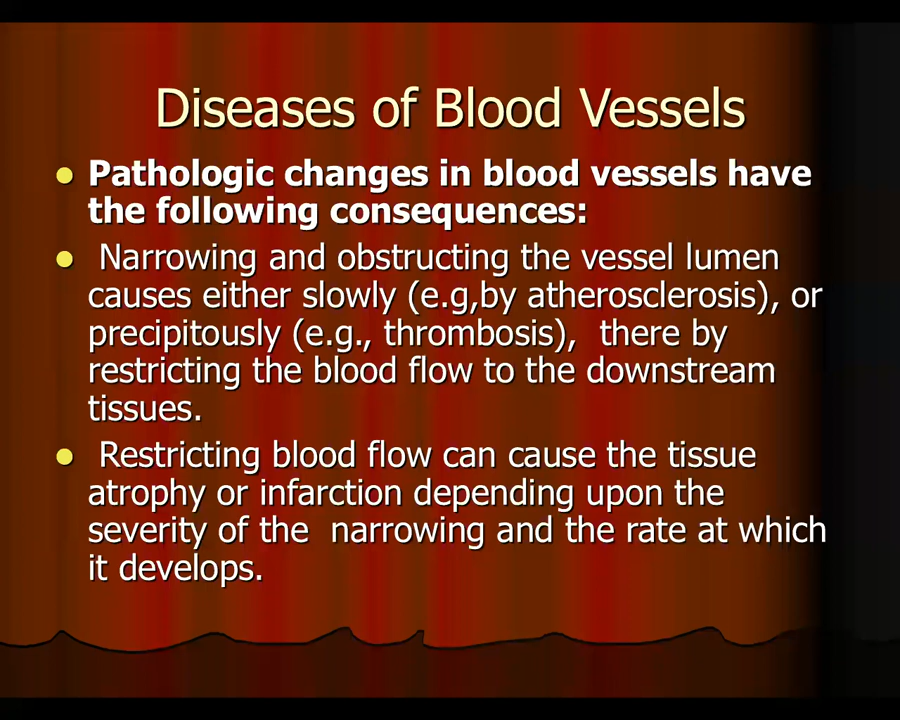 Diseases of Blood Vessels
Pathologic changes in blood vessels have
the following consequences:
Narrowing and obstructing the vessel lumen
causes either slowly (e.g,by atherosclerosis), or
precipitously (e.g., thrombosis),  there by
restricting the blood flow to the downstream
tissues.
Restricting blood flow can cause the tissue
atrophy or infarction depending upon the
severity of the  narrowing and the rate at which
it develops.